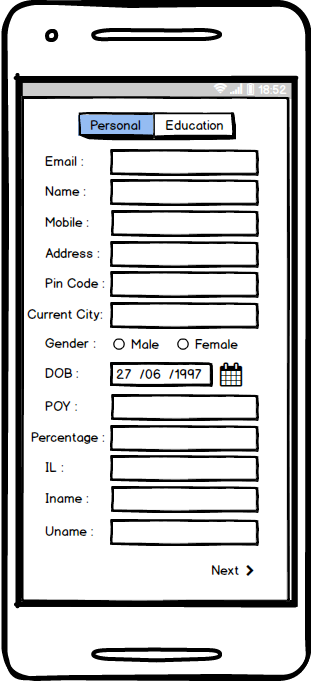 18:52
Personal Education
Email :
Name :
Mobile :
Address :
Pin Code :
Current City:
Gender : Male Female
DOB : 27 /06 /1997
POY :
Percentage :
IL :
Iname :
Uname :
Next